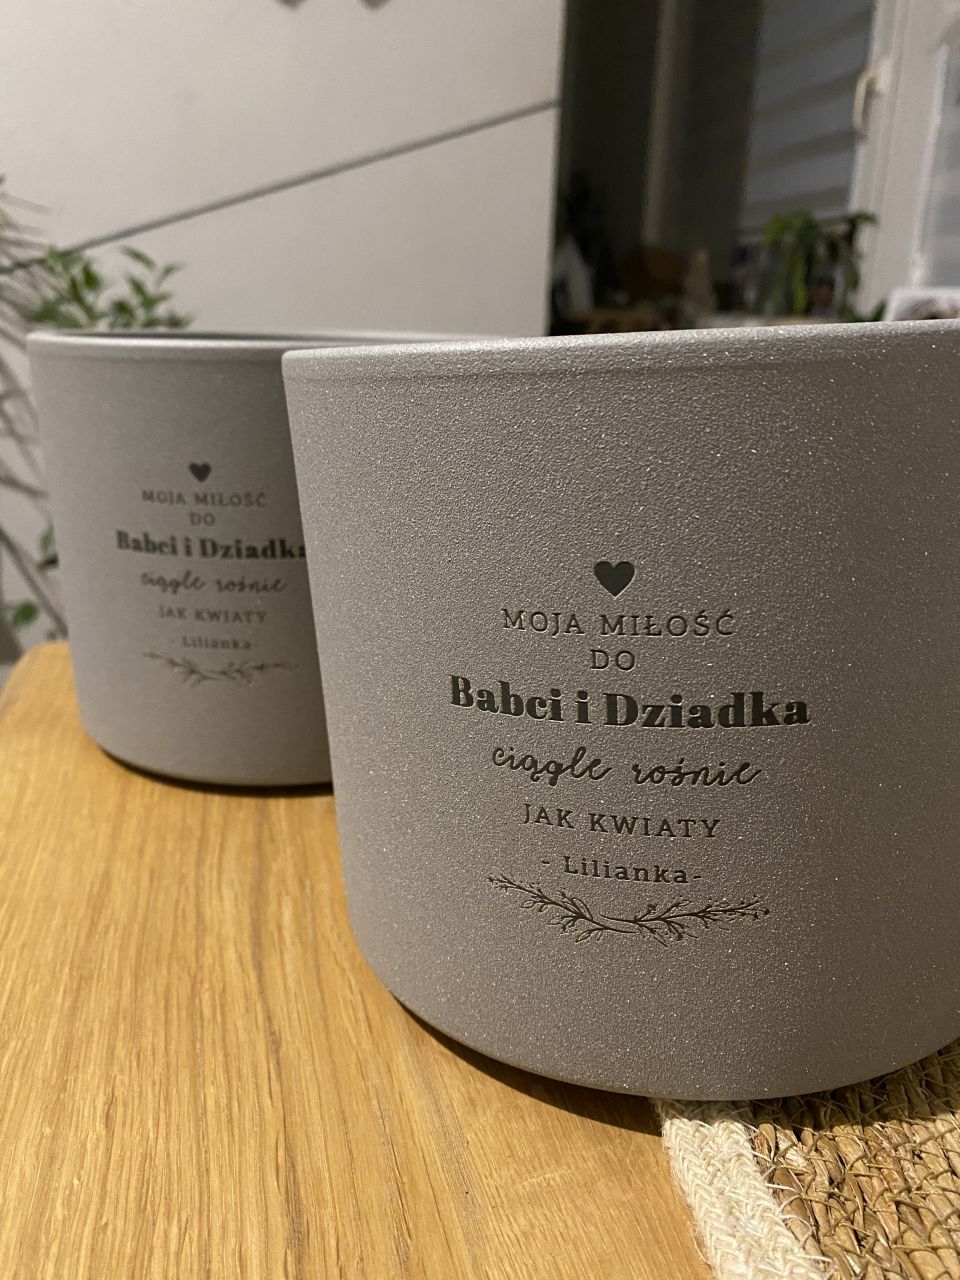 MOJA MIŁOŚĆ
DO
Babci i Dziadka
ciągle rośnie
JAK KWIATY
- Lilianka-
MOJA MIŁOŚĆ
DO
Babci i Dziadka
ciągle rośnie
JAK KWIATY
- Lilianka-